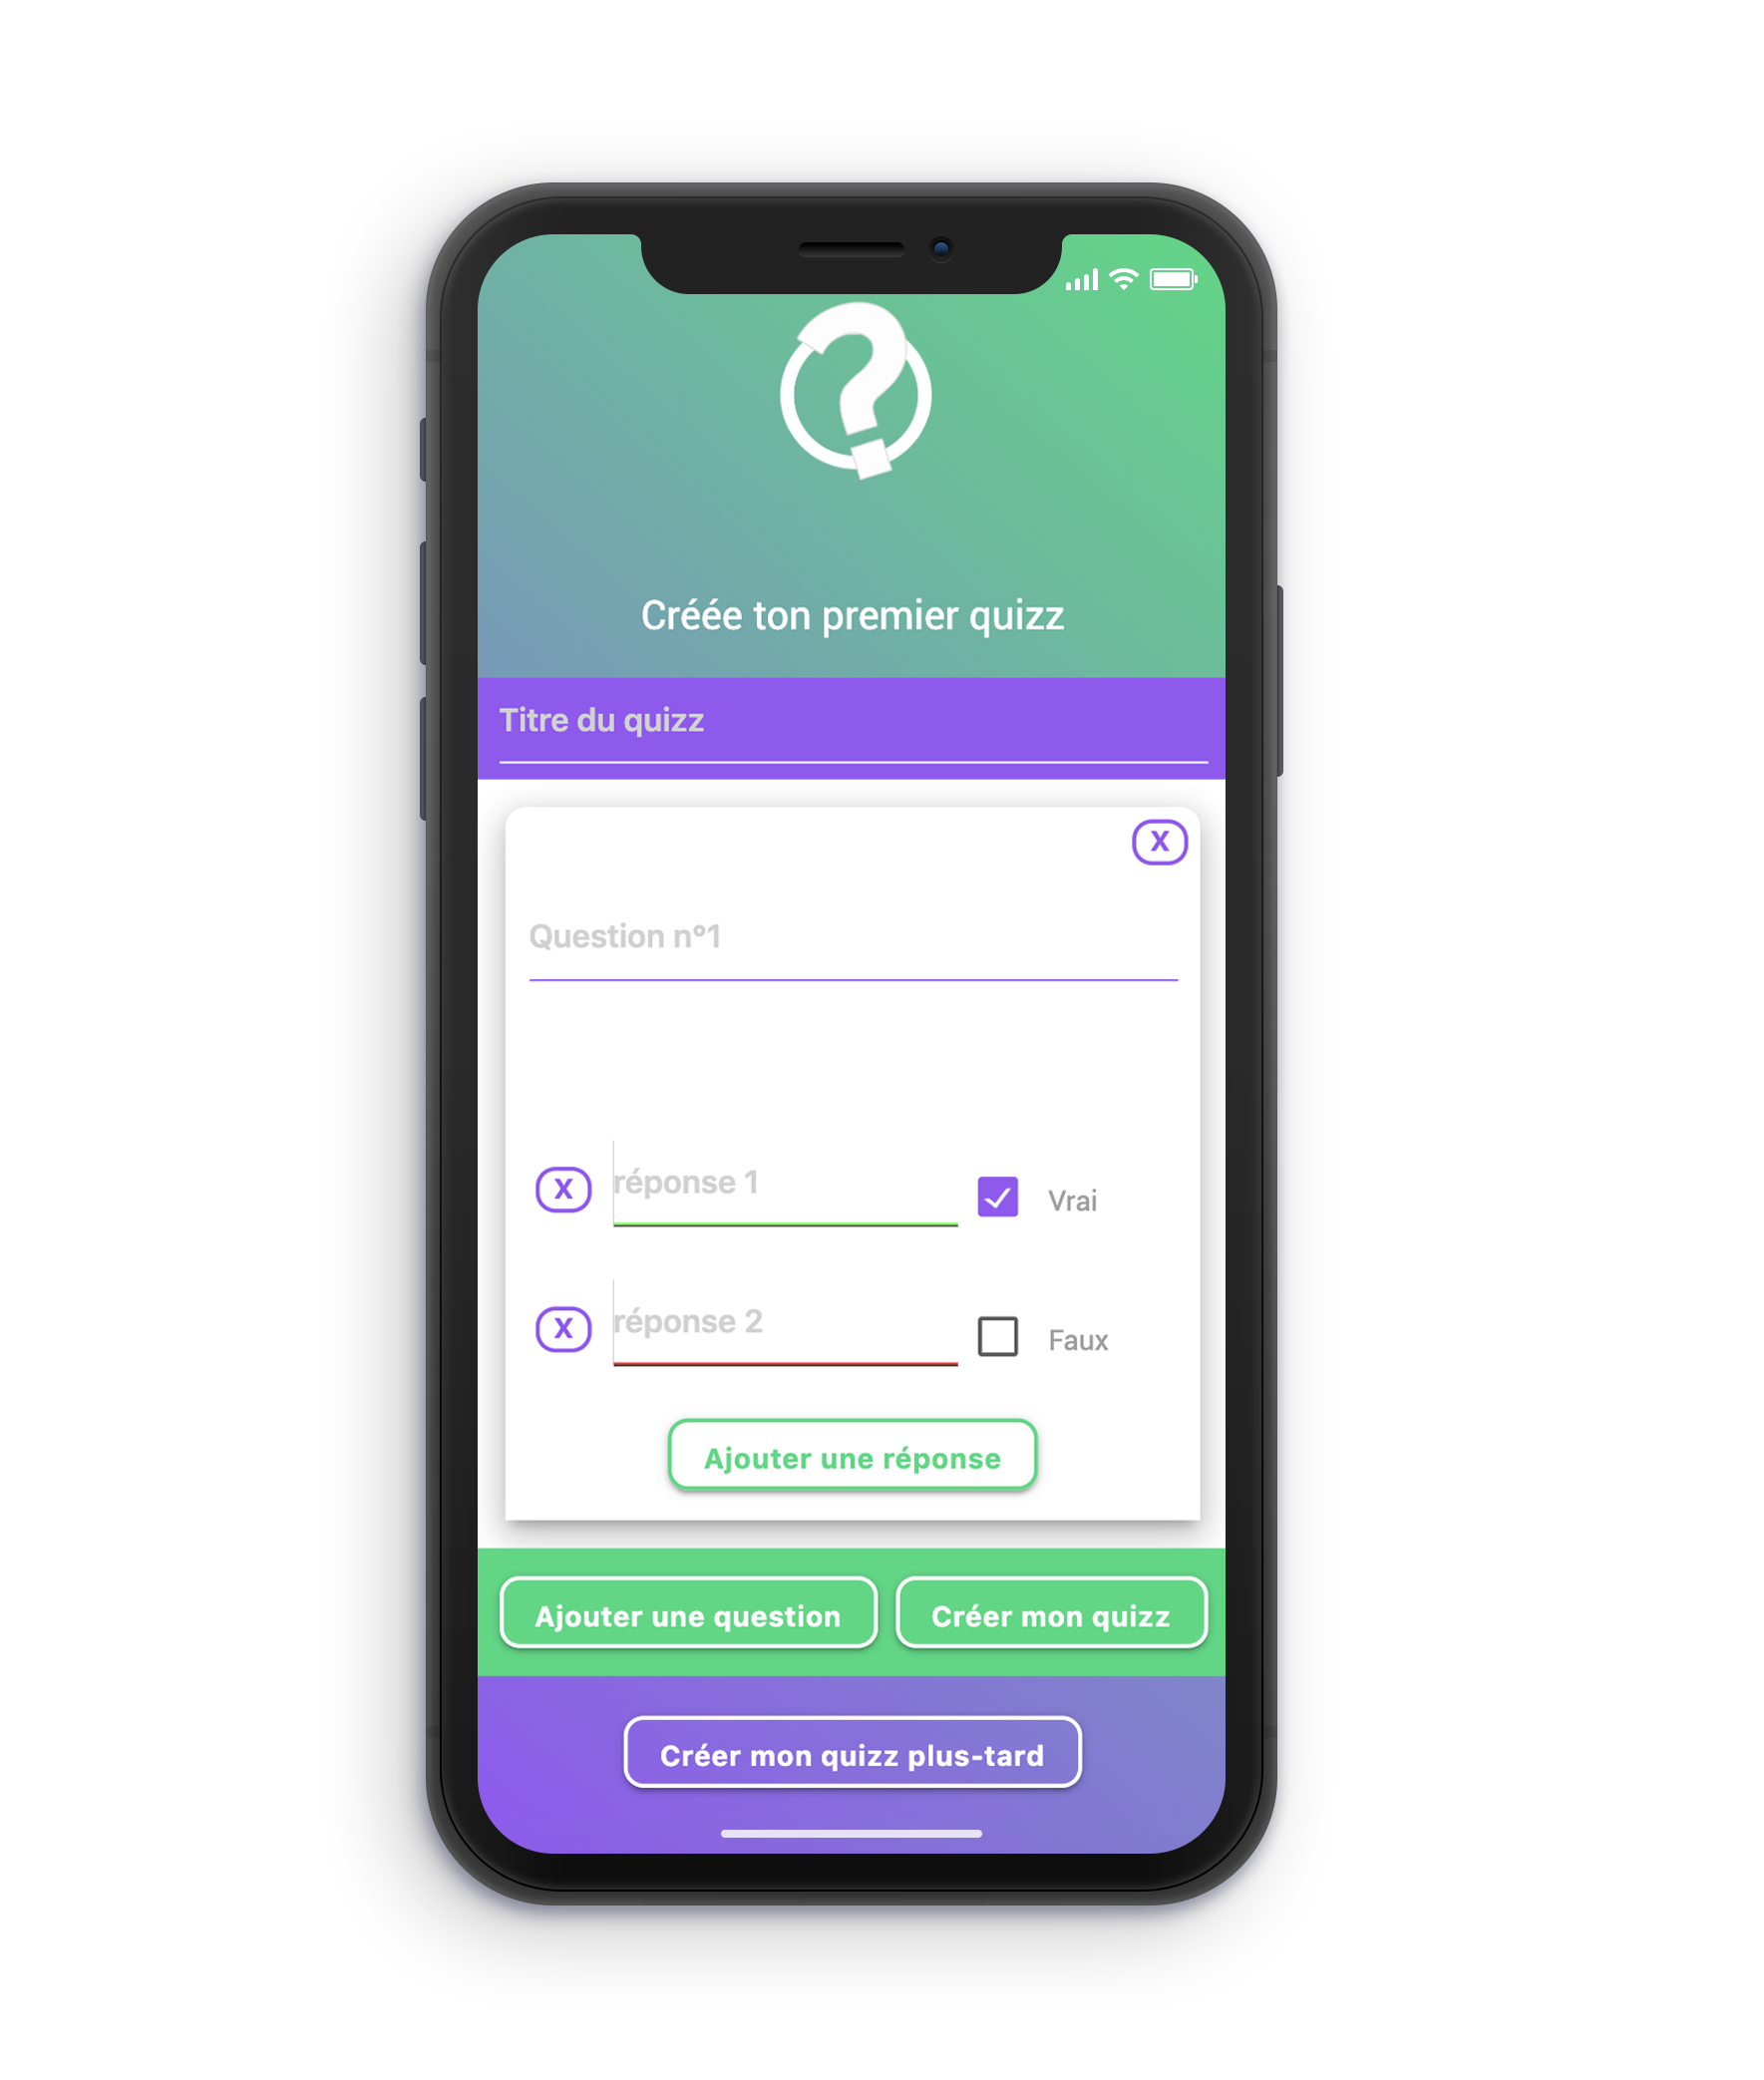 ?
Créée ton premier quizz
Titre du quizz
X
Question n°1
X réponse 1 Vrai
X réponse 2 Faux
Ajouter une réponse
Ajouter une question Créer mon quizz
Créer mon quizz plus-tard